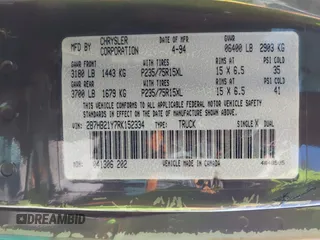 CHRYSLER CORPORATION DATE OF MFR 4-94 GVWR 06400 LB 2903 KG
GAWR FRONT WITH TIRES RIMS AT PSI COLD
3180 LB 1443 KG P235/75R15XL 15 X 6.5 35
GAWR REAR WITH TIRES RIMS AT PSI COLD
3700 LB 1679 KG P235/75R15XL 15 X 6.5 41
THIS VEHICLE CONFORMS TO ALL APPLICABLE FEDERAL MOTOR VEHICLE SAFETY
STANDARDS IN EFFECT ON THE DATE OF MANUFACTURE SHOWN ABOVE
VIN: 2B7HB21Y7RK152334 TYPE: TRUCK SINGLE X DUAL
041306 202 VEHICLE MADE IN CANADA
DREAMBID